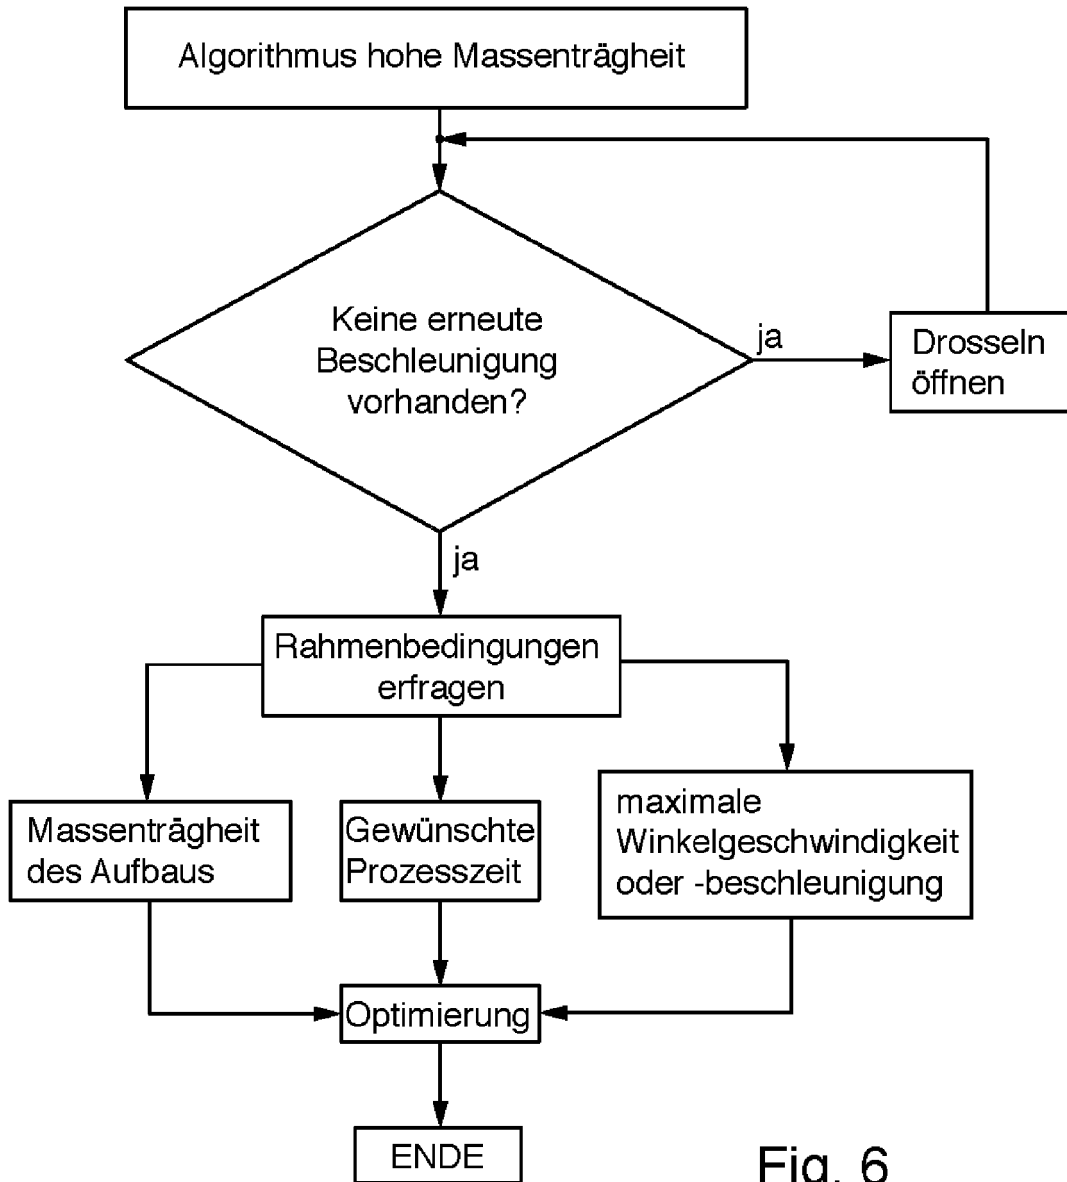 Algorithmus hohe Massenträgheit
Keine erneute
Beschleunigung
vorhanden?
ja
Drosseln
öffnen
ja
Rahmenbedingungen
erfragen
Massenträgheit
des Aufbaus
Gewünschte
Prozesszeit
maximale
Winkelgeschwindigkeit
oder -beschleunigung
Optimierung
ENDE
Fig. 6